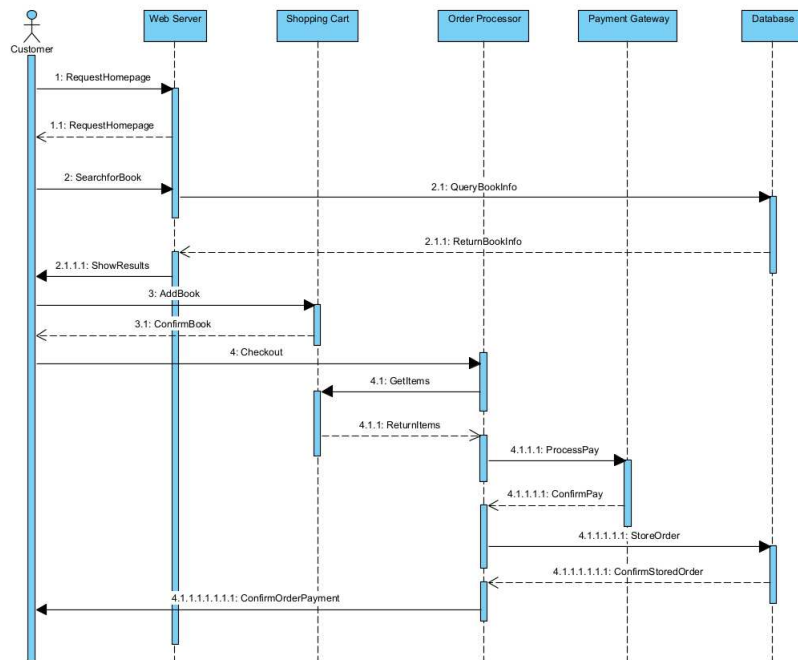 Web Server
Shopping Cart
Order Processor
Payment Gateway
Database
Customer
1: RequestHomepage
1.1: RequestHomepage
2: SearchforBook
2.1: QueryBookInfo
2.1.1: ReturnBookInfo
2.1.1.1: ShowResults
3: AddBook
3.1: ConfirmBook
4: Checkout
4.1: GetItems
4.1.1: ReturnItems
4.1.1.1: ProcessPay
4.1.1.1.1: ConfirmPay
4.1.1.1.1.1: StoreOrder
4.1.1.1.1.1.1: ConfirmStoredOrder
4.1.1.1.1.1.1.1: ConfirmOrderPayment